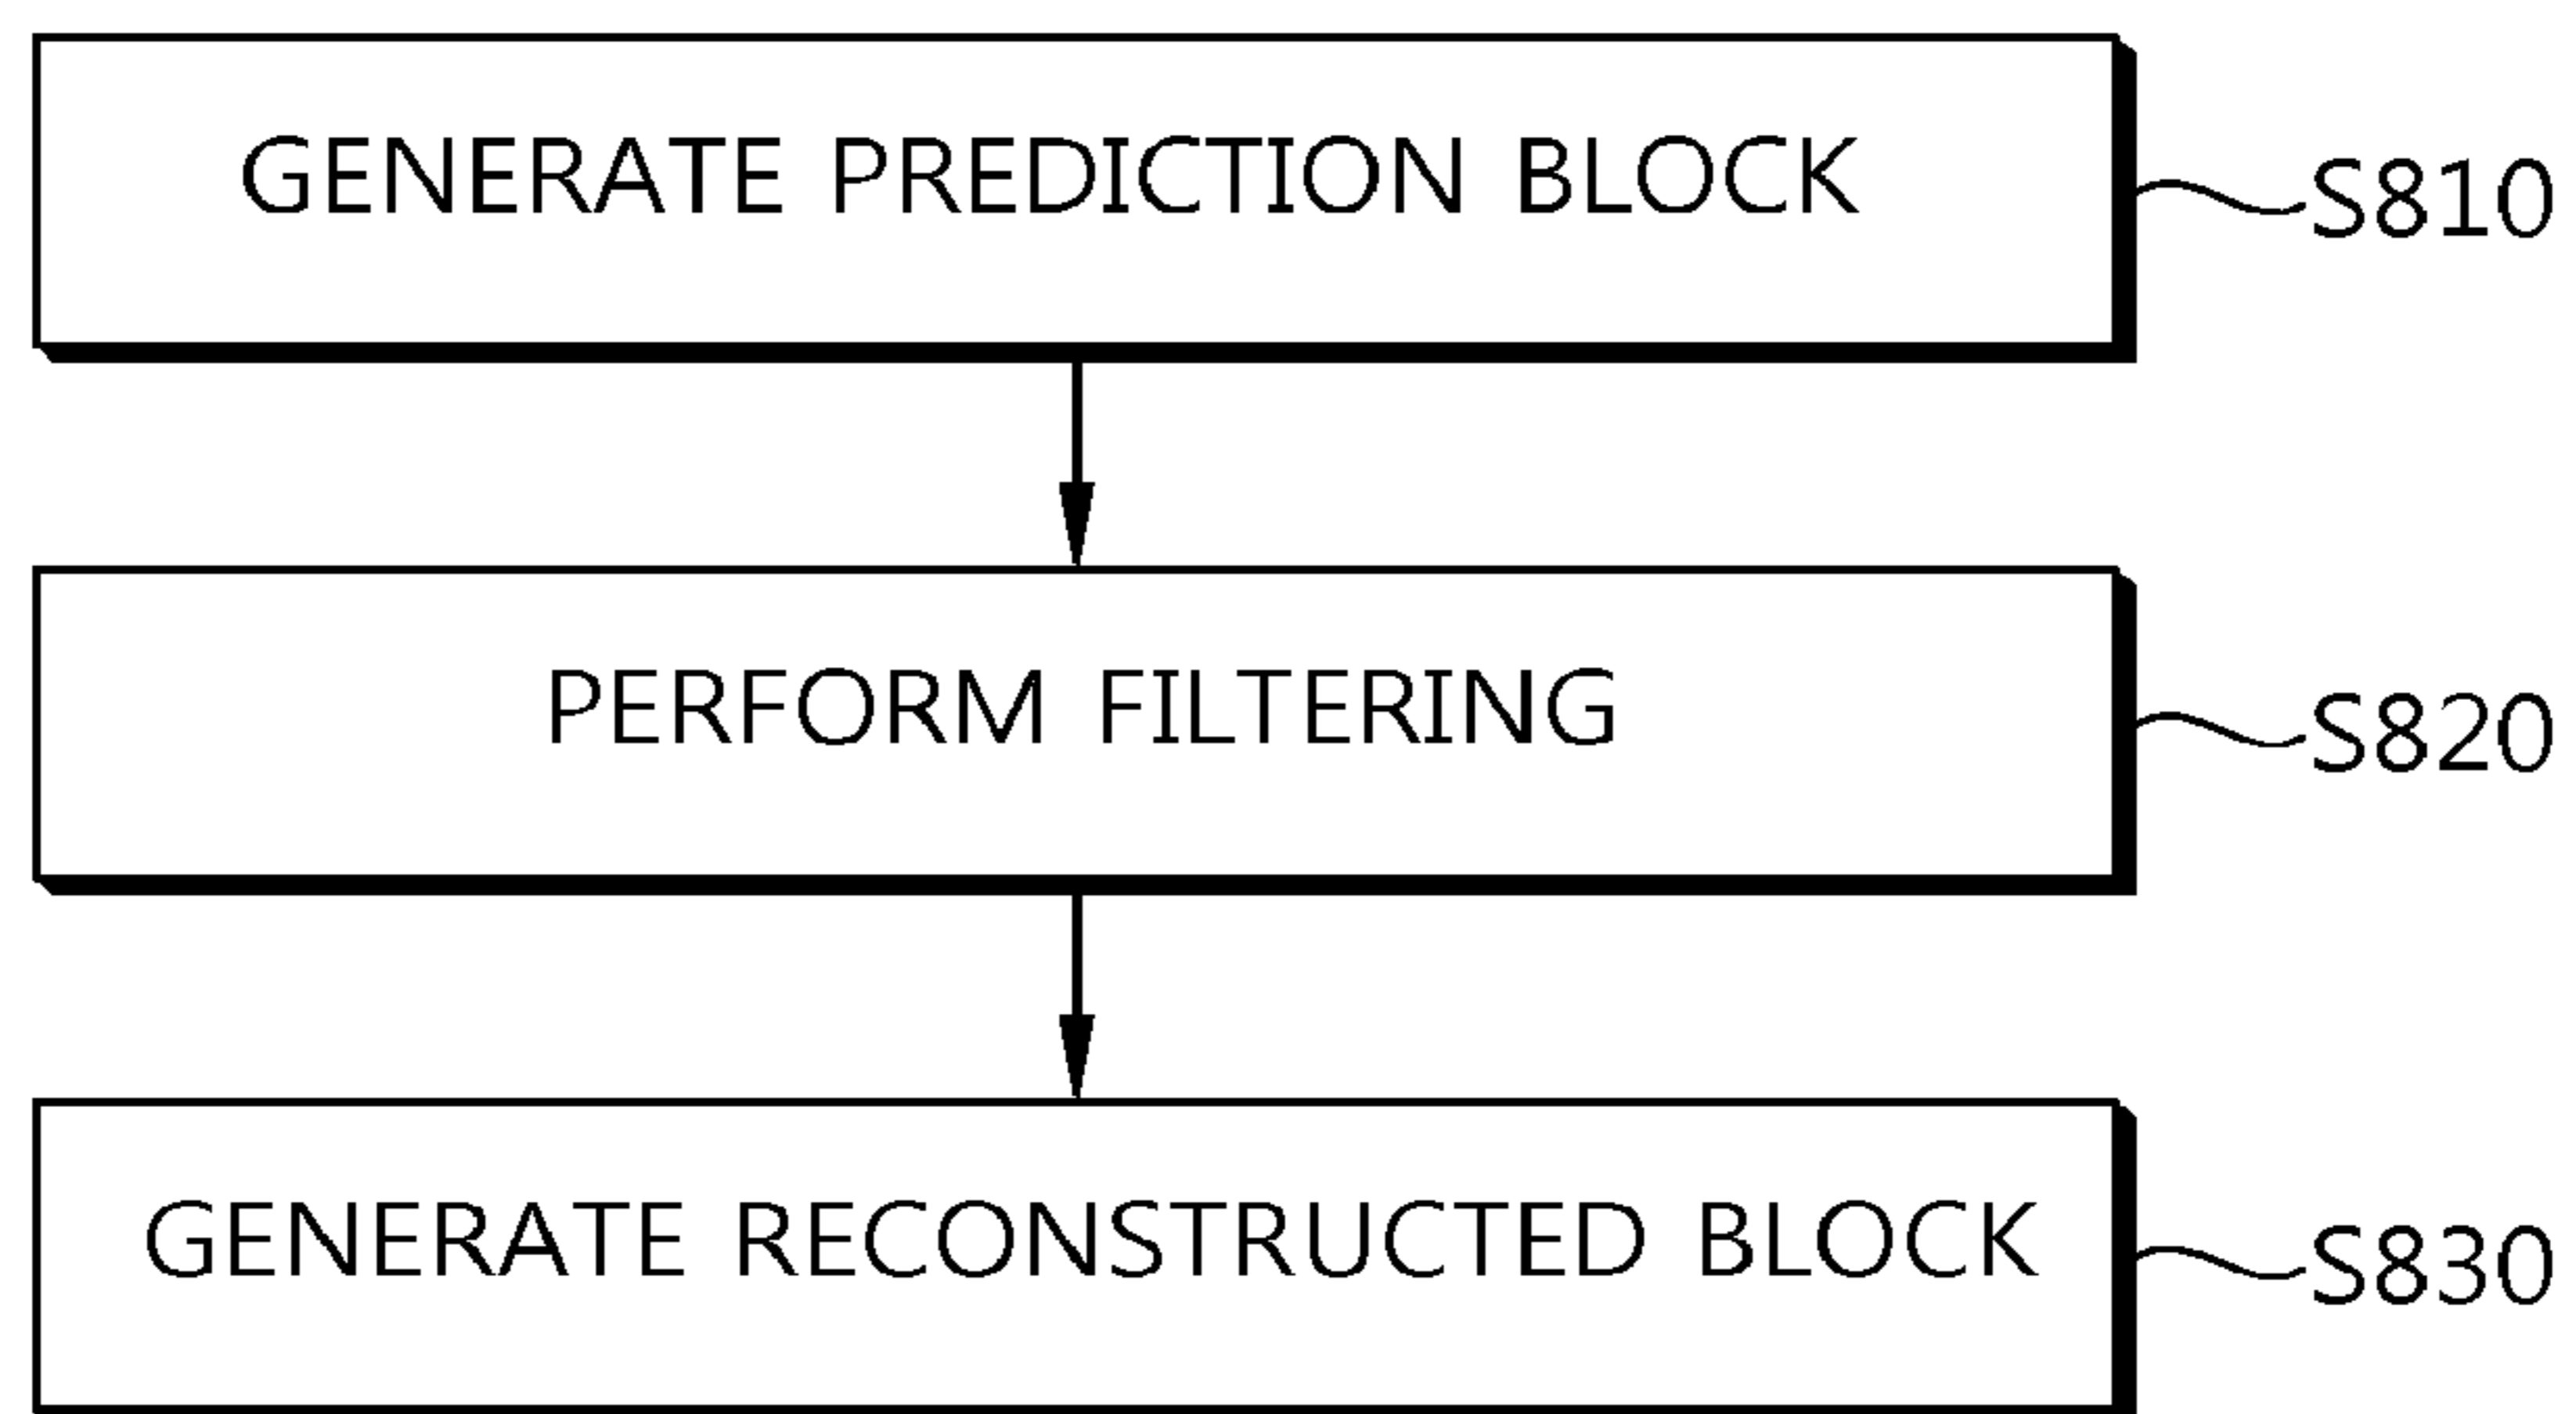 GENERATE PREDICTION BLOCK
S810
PERFORM FILTERING
S820
GENERATE RECONSTRUCTED BLOCK
S830